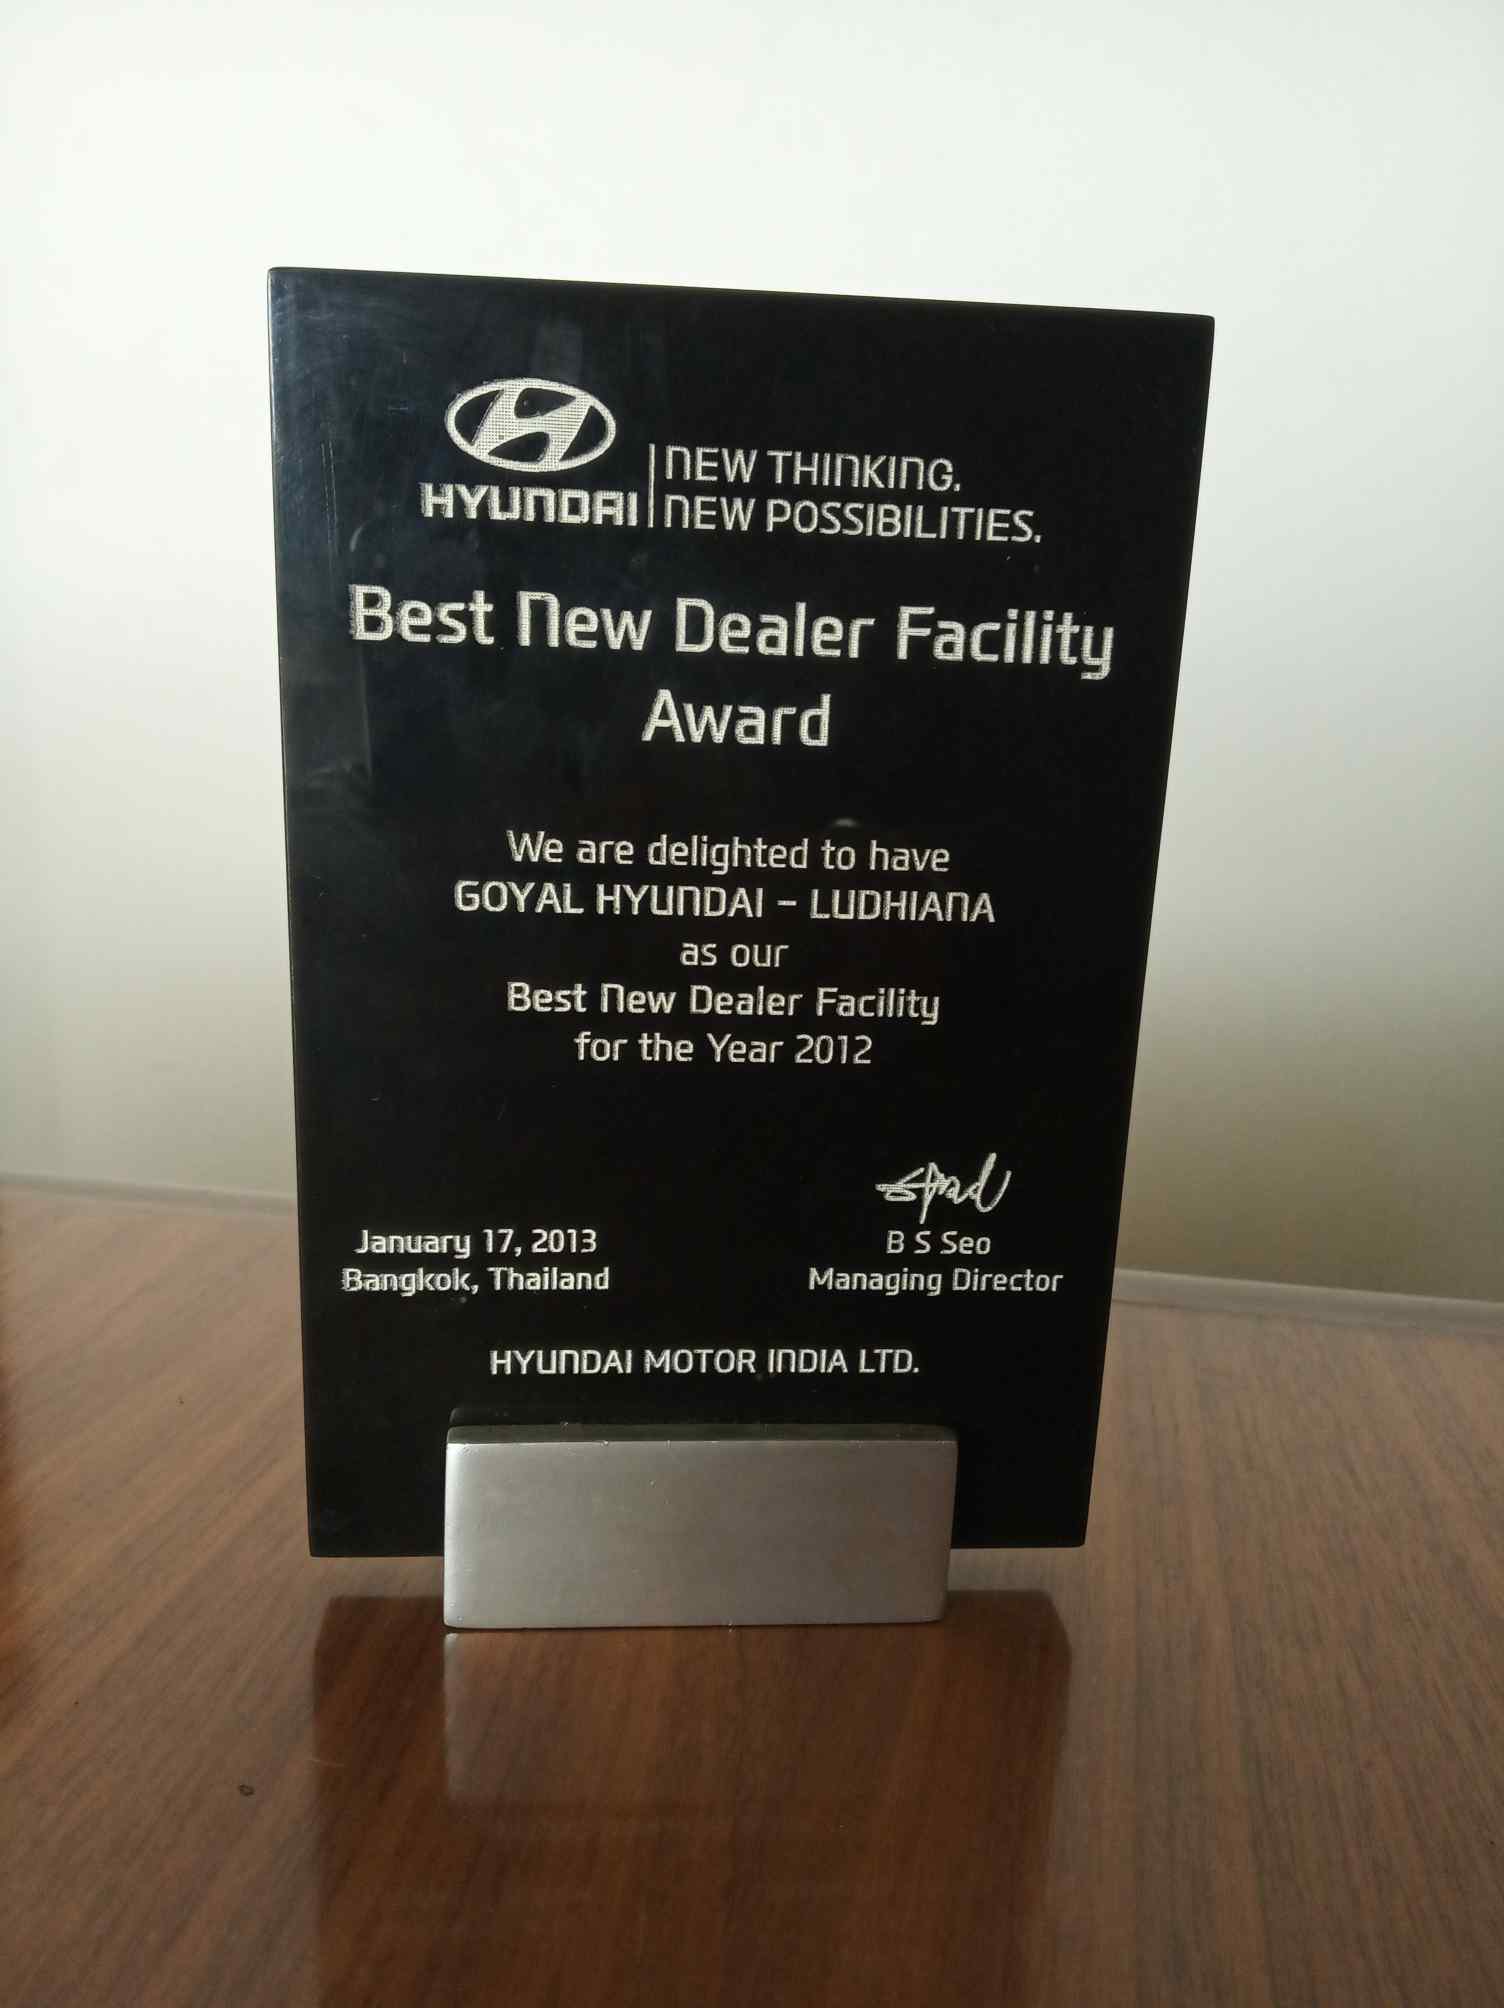 HYUNDAI
NEW THINKING.
NEW POSSIBILITIES.
Best New Dealer Facility
Award
We are delighted to have
GOYAL HYUNDAI - LUDHIANA
as our
Best New Dealer Facility
for the Year 2012
January 17, 2013
Bangkok, Thailand
B S Seo
Managing Director
HYUNDAI MOTOR INDIA LTD.